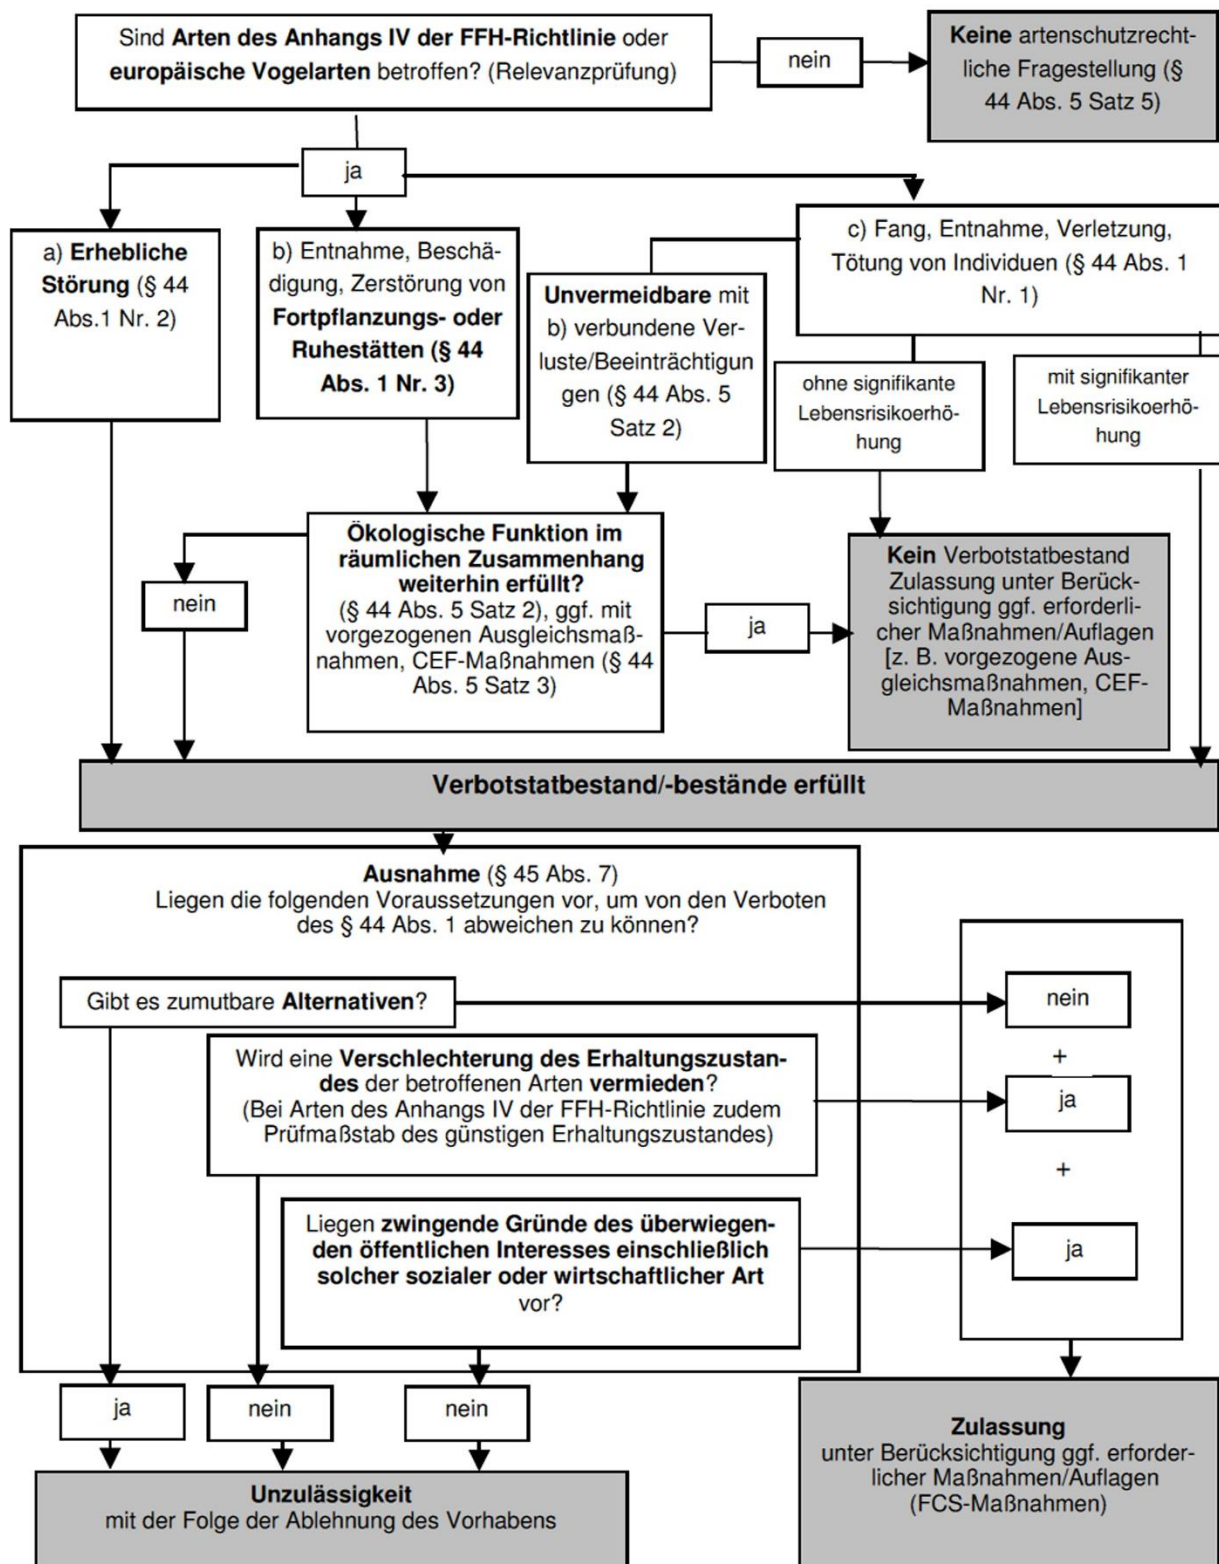 Sind Arten des Anhangs IV der FFH-Richtlinie oder
europäische Vogelarten betroffen? (Relevanzprüfung)
nein
Keine artenschutzrecht-
liche Fragestellung (§
44 Abs. 5 Satz 5)
ja
a) Erhebliche
Störung (§ 44
Abs.1 Nr. 2)
b) Entnahme, Beschä-
digung, Zerstörung von
Fortpflanzungs- oder
Ruhestätten (§ 44
Abs. 1 Nr. 3)
Unvermeidbare mit
b) verbundene Ver-
luste/Beeinträchtigun
gen (§ 44 Abs. 5
Satz 2)
c) Fang, Entnahme, Verletzung,
Tötung von Individuen (§ 44 Abs. 1
Nr. 1)
ohne signifikante
Lebensrisikoerhö-
hung
mit signifikanter
Lebensrisikoerhö-
hung
Ökologische Funktion im
räumlichen Zusammenhang
weiterhin erfüllt?
(§ 44 Abs. 5 Satz 2), ggf. mit
vorgezogenen Ausgleichsmaß-
nahmen, CEF-Maßnahmen (§ 44
Abs. 5 Satz 3)
nein
ja
Kein Verbotstatbestand
Zulassung unter Berück-
sichtigung ggf. erforderli-
cher Maßnahmen/Auflagen
[z. B. vorgezogene Aus-
gleichsmaßnahmen, CEF-
Maßnahmen]
Verbotstatbestand/-bestände erfüllt
Ausnahme (§ 45 Abs. 7)
Liegen die folgenden Voraussetzungen vor, um von den Verboten
des § 44 Abs. 1 abweichen zu können?
Gibt es zumutbare Alternativen?
nein
+
Wird eine Verschlechterung des Erhaltungszustan-
des der betroffenen Arten vermieden?
(Bei Arten des Anhangs IV der FFH-Richtlinie zudem
Prüfmaßstab des günstigen Erhaltungszustandes)
ja
+
Liegen zwingende Gründe des überwiegen-
den öffentlichen Interesses einschließlich
solcher sozialer oder wirtschaftlicher Art
vor?
ja
ja
nein
nein
Unzulässigkeit
mit der Folge der Ablehnung des Vorhabens
Zulassung
unter Berücksichtigung ggf. erforder-
licher Maßnahmen/Auflagen
(FCS-Maßnahmen)